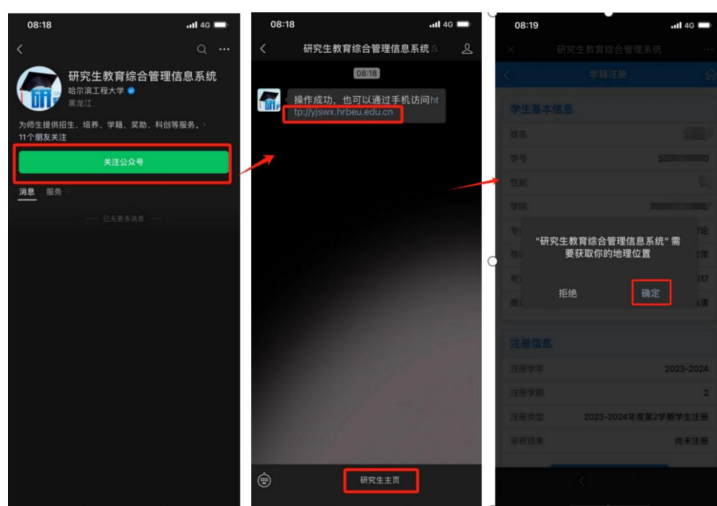 08:18
4G
研究生教育综合管理信息系统
哈尔滨工程大学
黑龙江
为师生提供招生、培养、学籍、奖助、科创等服务。
11个朋友关注
关注公众号
消息 服务
已无更多消息
08:18
4G
研究生教育综合管理信息系统
08:18
操作成功，也可以通过手机访问ht
tp://yjswx.hrbeu.edu.cn
研究生主页
08:19
4G
研究生教育综合管理系统
学籍注册
学生基本信息
姓名
学号
性别
学院
"研究生教育综合管理信息系统"需
要获取你的地理位置
拒绝 确定
注册信息
注册学年 2023-2024
注册学期 2
注册类型 2023-2024年度第2学期学生注册
审核结果 尚未注册